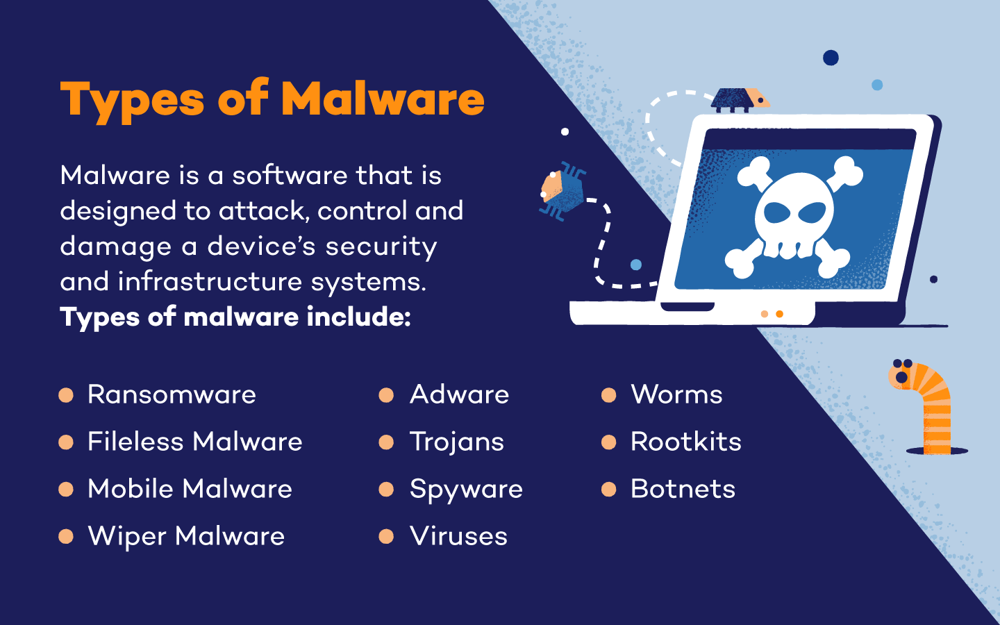 Types of Malware
Malware is a software that is
designed to attack, control and
damage a device’s security
and infrastructure systems.
Types of malware include:
Ransomware
Fileless Malware
Mobile Malware
Wiper Malware
Adware
Trojans
Spyware
Viruses
Worms
Rootkits
Botnets